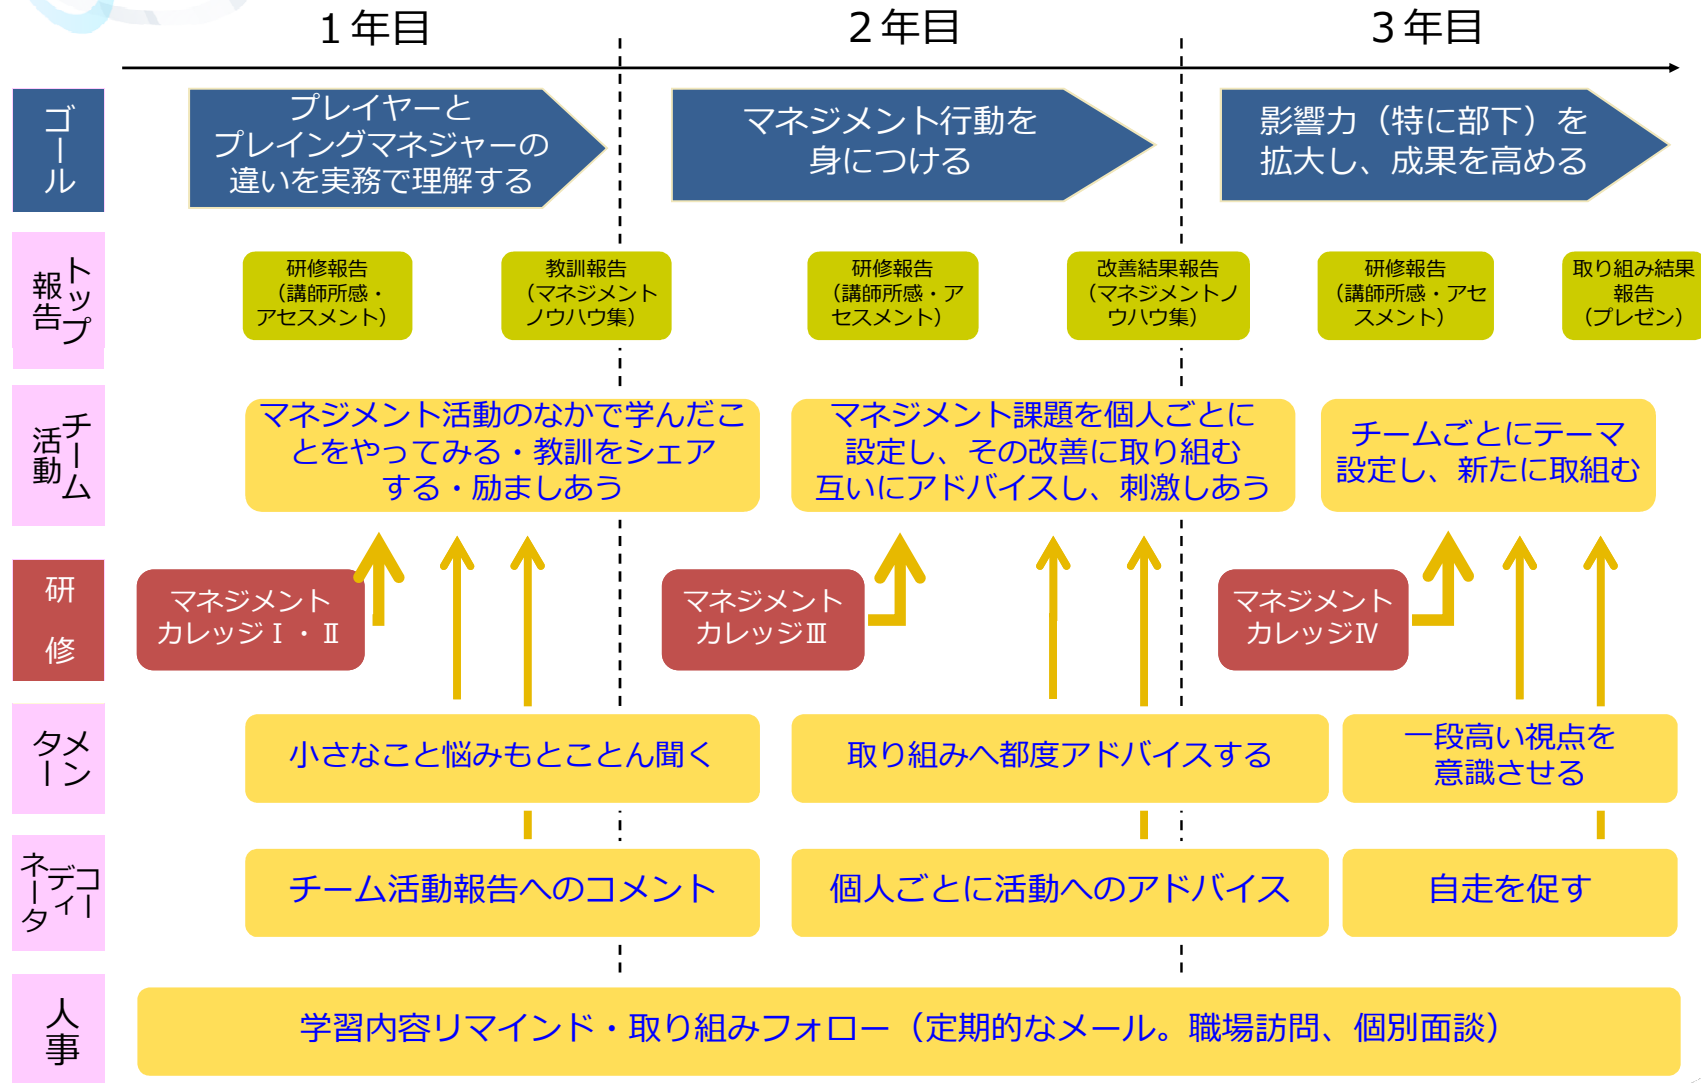 １年目
２年目
３年目
ゴール
プレイヤーと
プレイングマネジャーの
違いを実務で理解する
マネジメント行動を
身につける
影響力（特に部下）を
拡大し、成果を高める
トップ
報告
研修報告
（講師所感・
アセスメント）
教訓報告
（マネジメント
ノウハウ集）
研修報告
（講師所感・ア
セスメント）
改善結果報告
（マネジメントノ
ウハウ集）
研修報告
（講師所感・アセ
スメント）
取り組み結果
報告
（プレゼン）
チーム
活動
マネジメント活動のなかで学んだこ
とをやってみる・教訓をシェア
する・励ましあう
マネジメント課題を個人ごとに
設定し、その改善に取り組む
互いにアドバイスし、刺激しあう
チームごとにテーマ
設定し、新たに取組む
研
修
マネジメント
カレッジⅠ・Ⅱ
マネジメント
カレッジⅢ
マネジメント
カレッジⅣ
メン
ター
小さなこと悩みもとことん聞く
取り組みへ都度アドバイスする
一段高い視点を
意識させる
コー
ディ
ネータ
チーム活動報告へのコメント
個人ごとに活動へのアドバイス
自走を促す
人事
学習内容リマインド・取り組みフォロー（定期的なメール。職場訪問、個別面談）